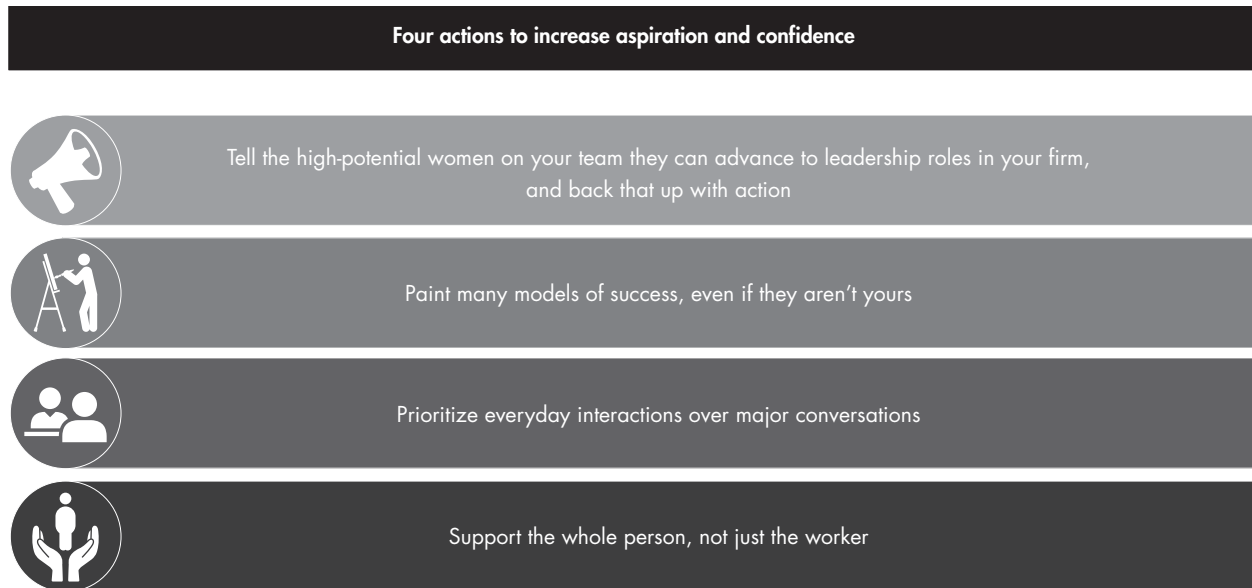 Four actions to increase aspiration and confidence
Tell the high-potential women on your team they can advance to leadership roles in your firm,
and back that up with action
Paint many models of success, even if they aren’t yours
Prioritize everyday interactions over major conversations
Support the whole person, not just the worker